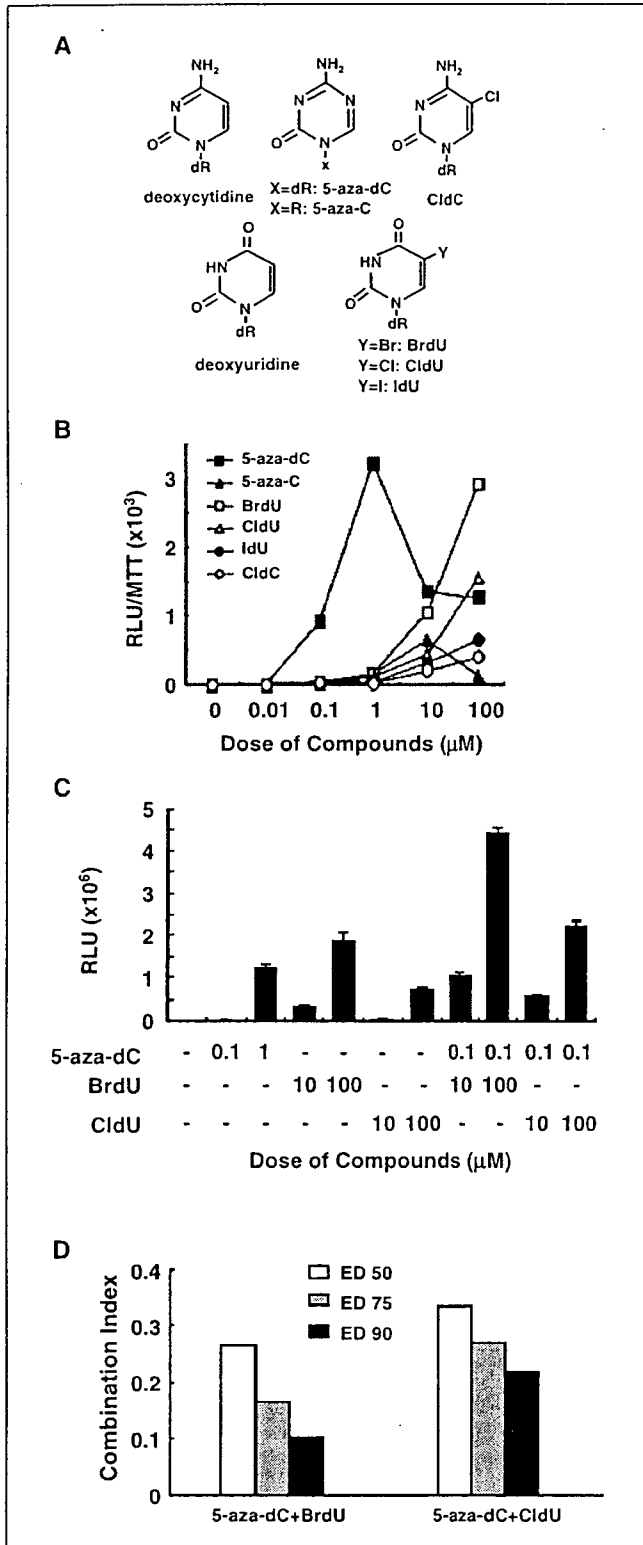 A
NH₂
NH₂
NH₂
N
N
N
N
Cl
O
N
O
N
O
N
dR
x
dR
deoxycytidine
X=dR: 5-aza-dC
X=R: 5-aza-C
CldC
O
O
Y
HN
HN
O
N
O
N
dR
dR
deoxyuridine
Y=Br: BrdU
Y=Cl: CldU
Y=I: IdU
B
5-aza-dC
5-aza-C
BrdU
CldU
IdU
CldC
RLU/MTT (x10³)
3
2
1
0
0 0.01 0.1 1 10 100
Dose of Compounds (μM)
C
RLU (x10⁶)
5
4
3
2
1
0
5-aza-dC - 0.1 1 - - - - 0.1 0.1 0.1 0.1
BrdU - - - 10 100 - - 10 100 - -
CldU - - - - - 10 100 - - 10 100
Dose of Compounds (μM)
D
Combination Index
0.4
0.3
0.2
0.1
0
ED 50
ED 75
ED 90
5-aza-dC+BrdU
5-aza-dC+CldU